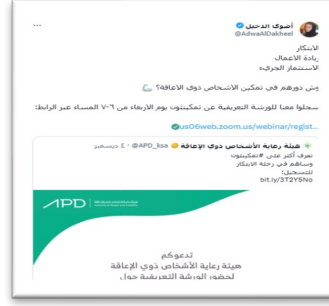 أضوى الدخيل
@AdwaAlDakheel
الابتكار
ريادة الأعمال
الاستثمار الجريء
وش دورهم في تمكين الأشخاص ذوي الاعاقة؟
سجلوا معنا للورشة التعريفية عن تمكينتون يوم الأربعاء من ٦-٧ المساء عبر الرابط:
us06web.zoom.us/webinar/regist...
هيئة رعاية الأشخاص ذوي الإعاقة @APD_ksa · ٤ ديسمبر
تعرف أكثر على #تمكينتون
وساهم في رحلة الابتكار
للتسجيل:
bit.ly/3T2Y5No
APD
تدعوكم
هيئة رعاية الأشخاص ذوي الإعاقة
لحضور الورشة التعريفية حول